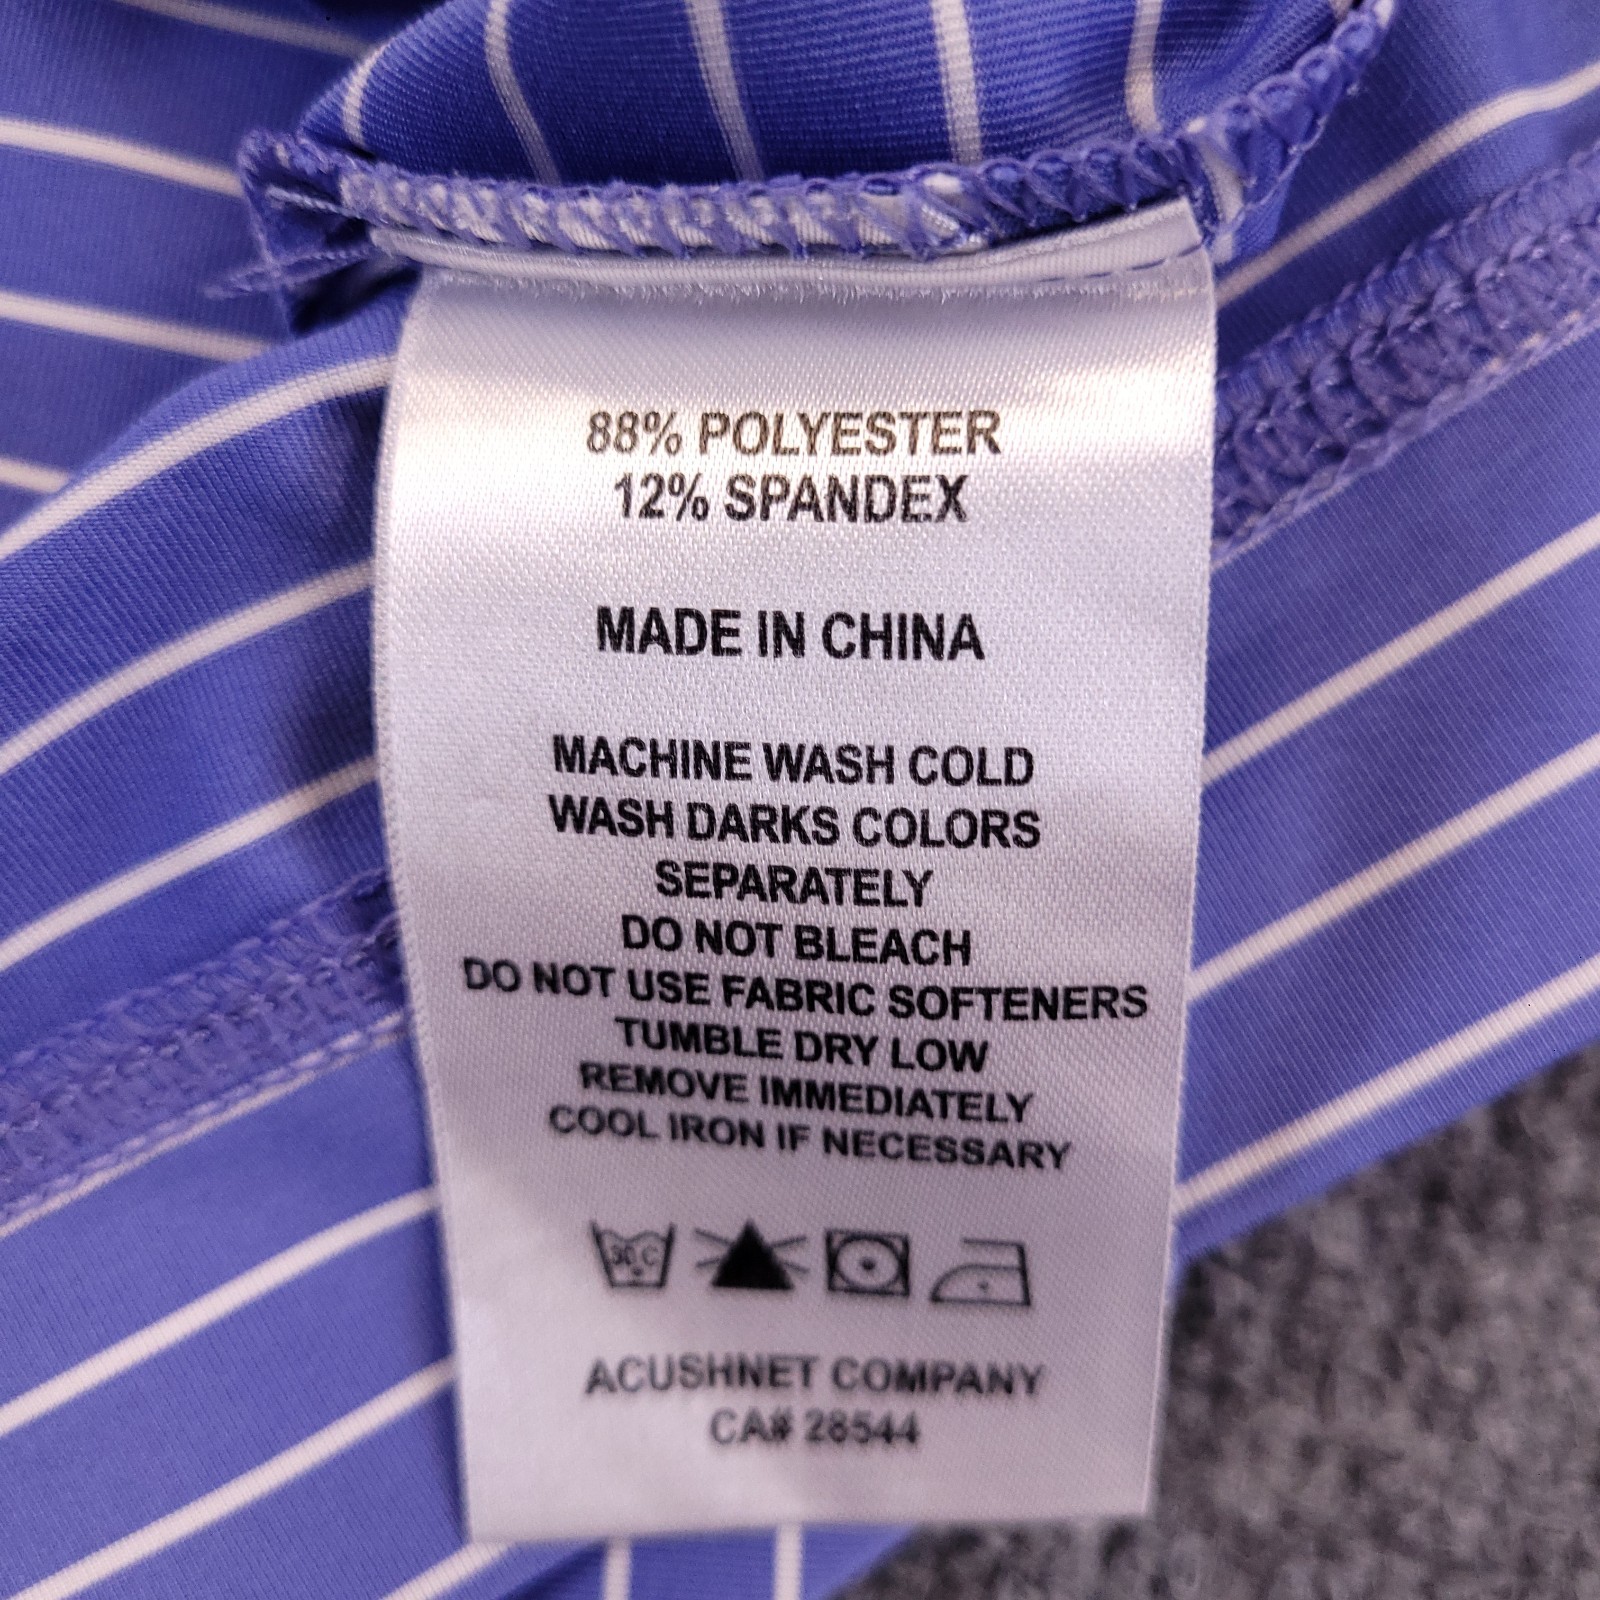 88% POLYESTER
12% SPANDEX
MADE IN CHINA
MACHINE WASH COLD
WASH DARKS COLORS
SEPARATELY
DO NOT BLEACH
DO NOT USE FABRIC SOFTENERS
TUMBLE DRY LOW
REMOVE IMMEDIATELY
COOL IRON IF NECESSARY
30 C
ACUSHNET COMPANY
CA# 28544